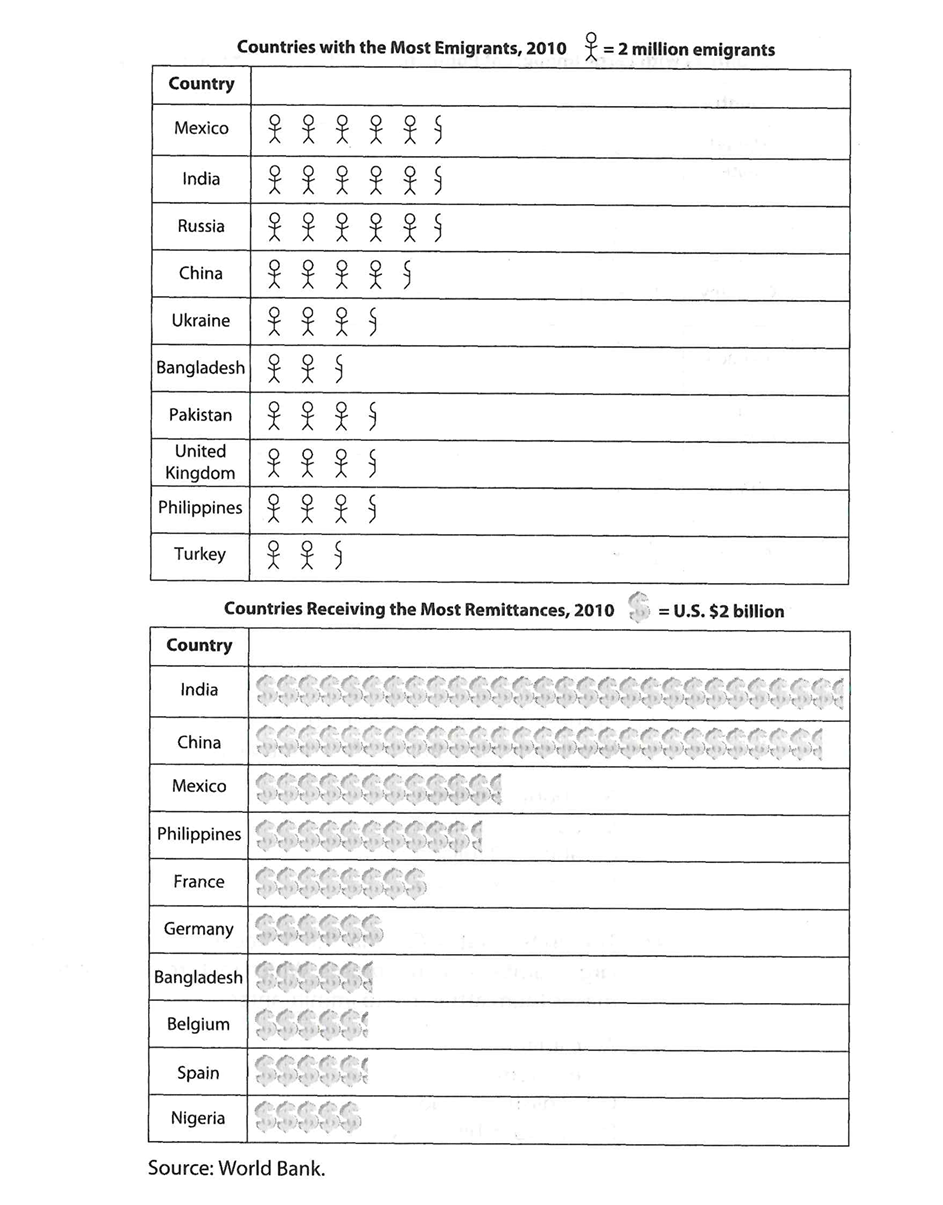 Countries with the Most Emigrants, 2010 = 2 million emigrants
Country
Mexico
India
Russia
China
Ukraine
Bangladesh
Pakistan
United
Kingdom
Philippines
Turkey
Countries Receiving the Most Remittances, 2010 $ = U.S. $2 billion
Country
India
China
Mexico
Philippines
France
Germany
Bangladesh
Belgium
Spain
Nigeria
Source: World Bank.